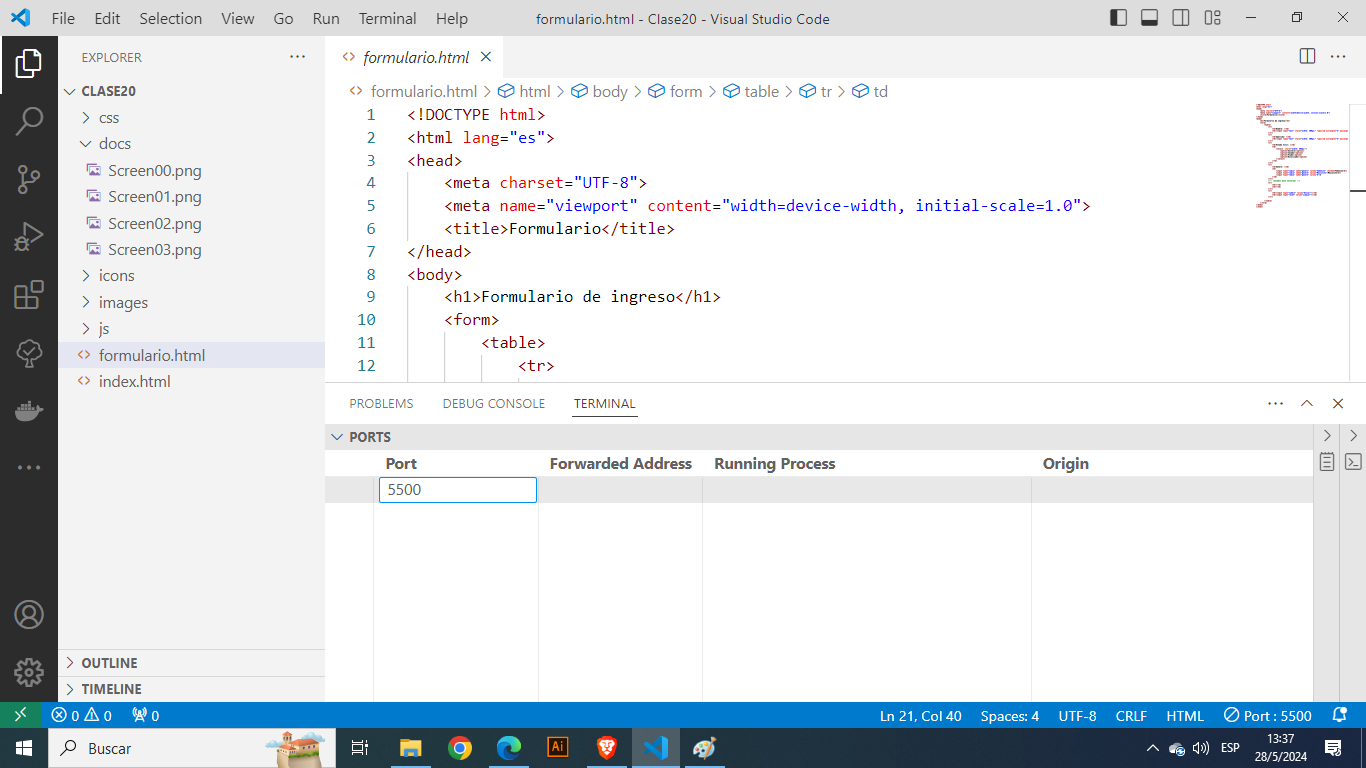 File Edit Selection View Go Run Terminal Help formulario.html - Clase20 - Visual Studio Code
EXPLORER
CLASE20
css
docs
Screen00.png
Screen01.png
Screen02.png
Screen03.png
icons
images
js
formulario.html
index.html
OUTLINE
TIMELINE
formulario.html
formulario.html > html > body > form > table > tr > td
1 <!DOCTYPE html>
2 <html lang="es">
3 <head>
4 <meta charset="UTF-8">
5 <meta name="viewport" content="width=device-width, initial-scale=1.0">
6 <title>Formulario</title>
7 </head>
8 <body>
9 <h1>Formulario de ingreso</h1>
10 <form>
11 <table>
12 <tr>
PROBLEMS DEBUG CONSOLE TERMINAL
PORTS
Port Forwarded Address Running Process Origin
5500
0 0 0 Ln 21, Col 40 Spaces: 4 UTF-8 CRLF HTML Port : 5500
Buscar Ai ESP 13:37
28/5/2024